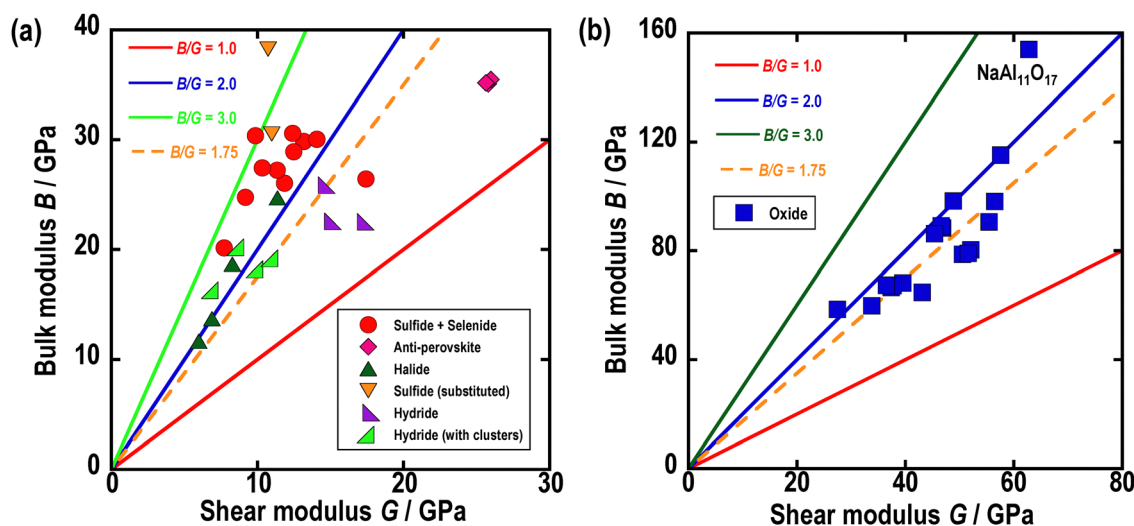 (a)
40
30
20
10
0
0
10
20
30
Bulk modulus B / GPa
Shear modulus G / GPa
B/G = 1.0
B/G = 2.0
B/G = 3.0
B/G = 1.75
Sulfide + Selenide
Anti-perovskite
Halide
Sulfide (substituted)
Hydride
Hydride (with clusters)
(b)
160
120
80
40
0
0
20
40
60
80
Bulk modulus B / GPa
Shear modulus G / GPa
B/G = 1.0
B/G = 2.0
B/G = 3.0
B/G = 1.75
Oxide
NaAl₁₁O₁₇